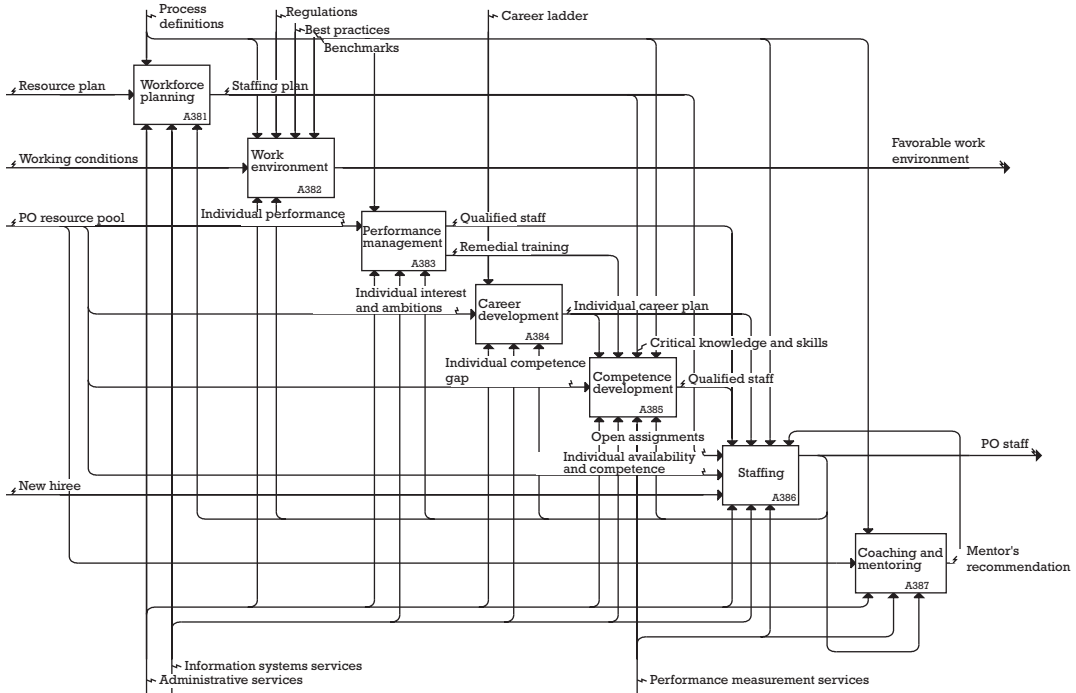 Process
definitions
Regulations
Best practices
Benchmarks
Career ladder
Resource plan
Workforce
planning
A381
Staffing plan
Working conditions
Work
environment
A382
Favorable work
environment
PO resource pool
Individual performance
Performance
management
A383
Qualified staff
Remedial training
Individual interest
and ambitions
Career
development
A384
Individual career plan
Critical knowledge and skills
Individual competence
gap
Competence
development
A385
Qualified staff
Open assignments
Individual availability
and competence
Staffing
A386
PO staff
New hiree
Coaching and
mentoring
A387
Mentor's
recommendation
Information systems services
Administrative services
Performance measurement services